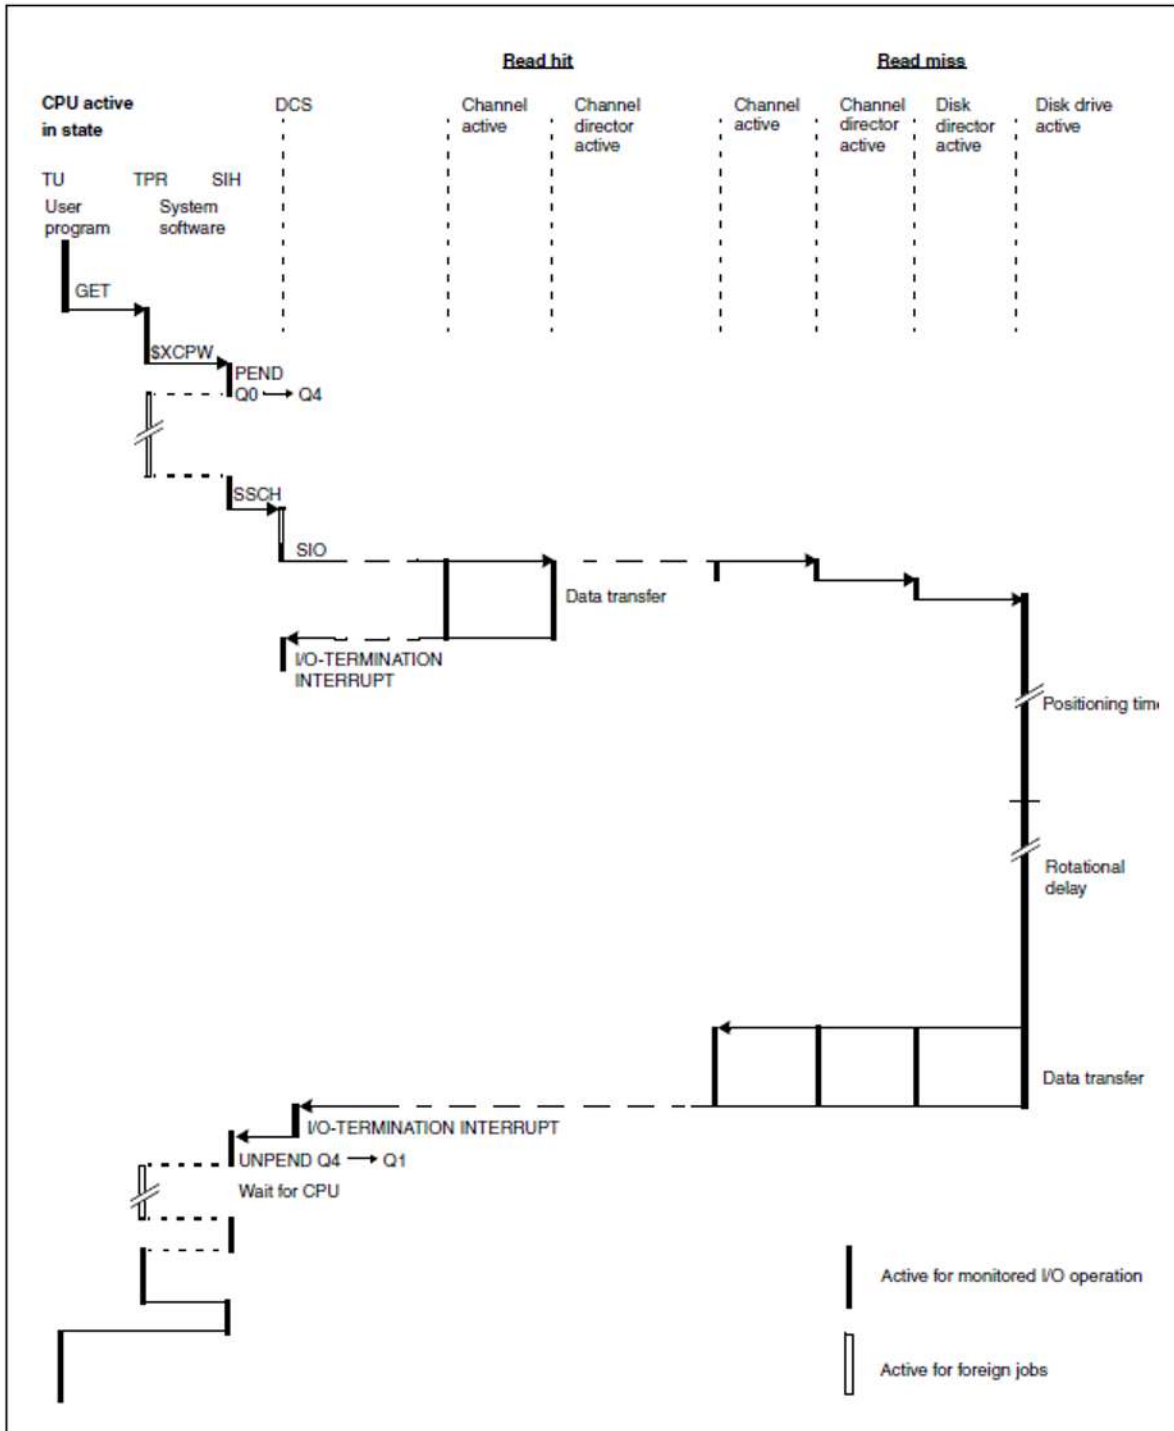 Read hit
Read miss
CPU active
in state
DCS
Channel
active
Channel
director
active
Channel
active
Channel
director
active
Disk
director
active
Disk drive
active
TU
TPR
SIH
User
program
System
software
GET
$XCPW
PEND
Q0 → Q4
SSCH
SIO
Data transfer
I/O-TERMINATION
INTERRUPT
Positioning tim
Rotational
delay
Data transfer
I/O-TERMINATION INTERRUPT
UNPEND Q4 → Q1
Wait for CPU
Active for monitored I/O operation
Active for foreign jobs